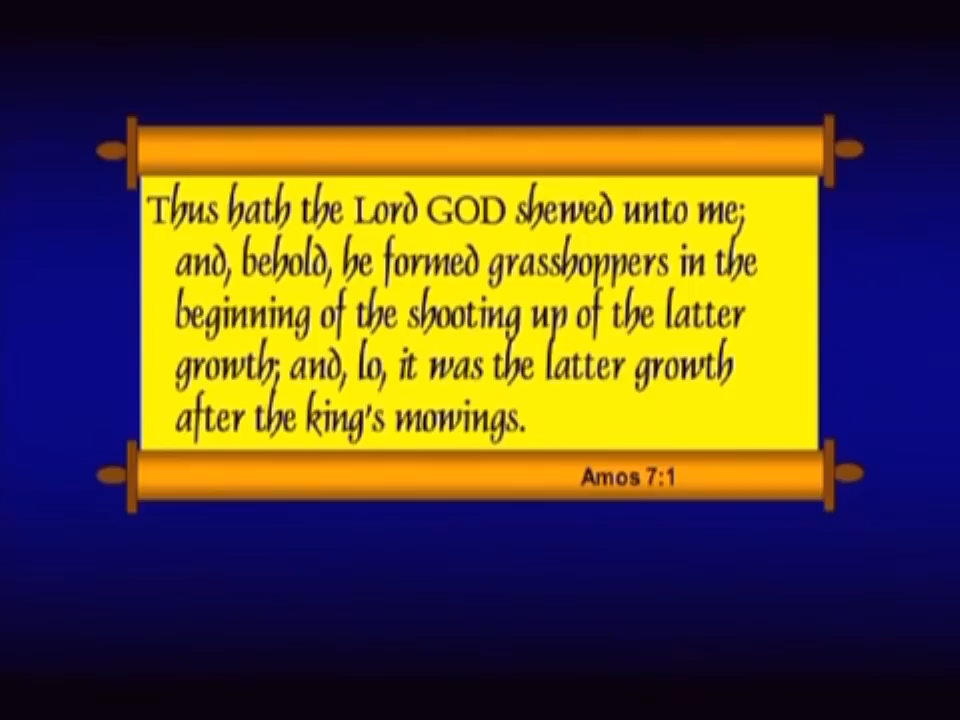 Thus hath the Lord GOD shewed unto me;
and, behold, he formed grasshoppers in the
beginning of the shooting up of the latter
growth; and, lo, it was the latter growth
after the king's mowings.
Amos 7:1